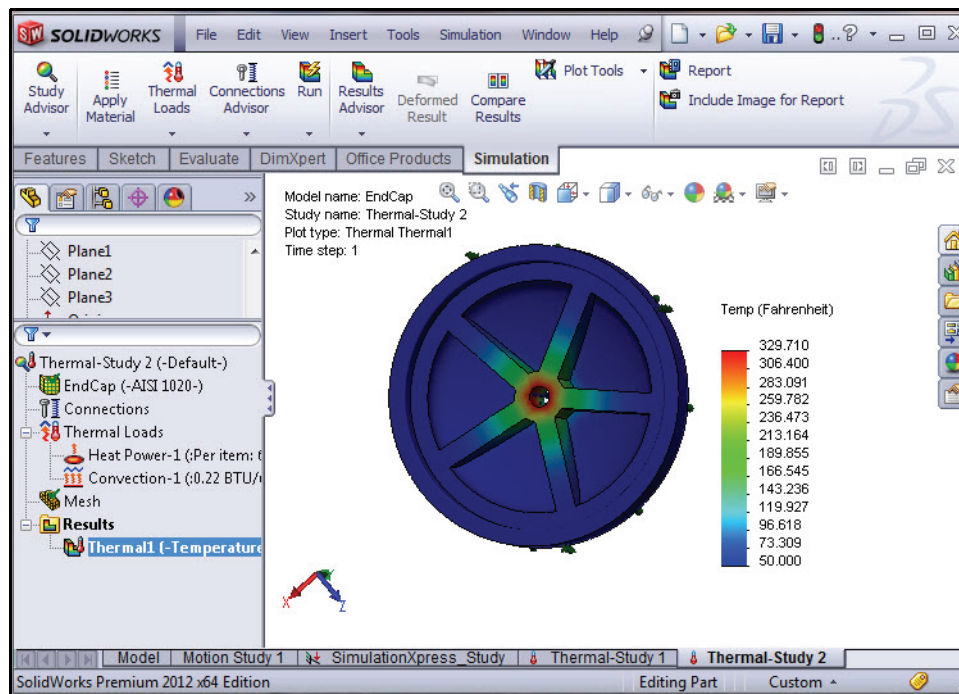 SW SOLIDWORKS File Edit View Insert Tools Simulation Window Help
Study Advisor
Apply Material
Thermal Loads
Connections Advisor
Run
Results Advisor
Deformed Result
Compare Results
Plot Tools
Report
Include Image for Report
Features Sketch Evaluate DimXpert Office Products Simulation
Plane1
Plane2
Plane3
Thermal-Study 2 (-Default-)
EndCap (-AISI 1020-)
Connections
Thermal Loads
Heat Power-1 (:Per item:
Convection-1 (:0.22 BTU/
Mesh
Results
Thermal1 (-Temperature
Model name: EndCap
Study name: Thermal-Study 2
Plot type: Thermal Thermal1
Time step: 1
Temp (Fahrenheit)
329.710
306.400
283.091
259.782
236.473
213.164
189.855
166.545
143.236
119.927
96.618
73.309
50.000
X
Z
Model Motion Study 1 SimulationXpress_Study Thermal-Study 1 Thermal-Study 2
SolidWorks Premium 2012 x64 Edition Editing Part Custom